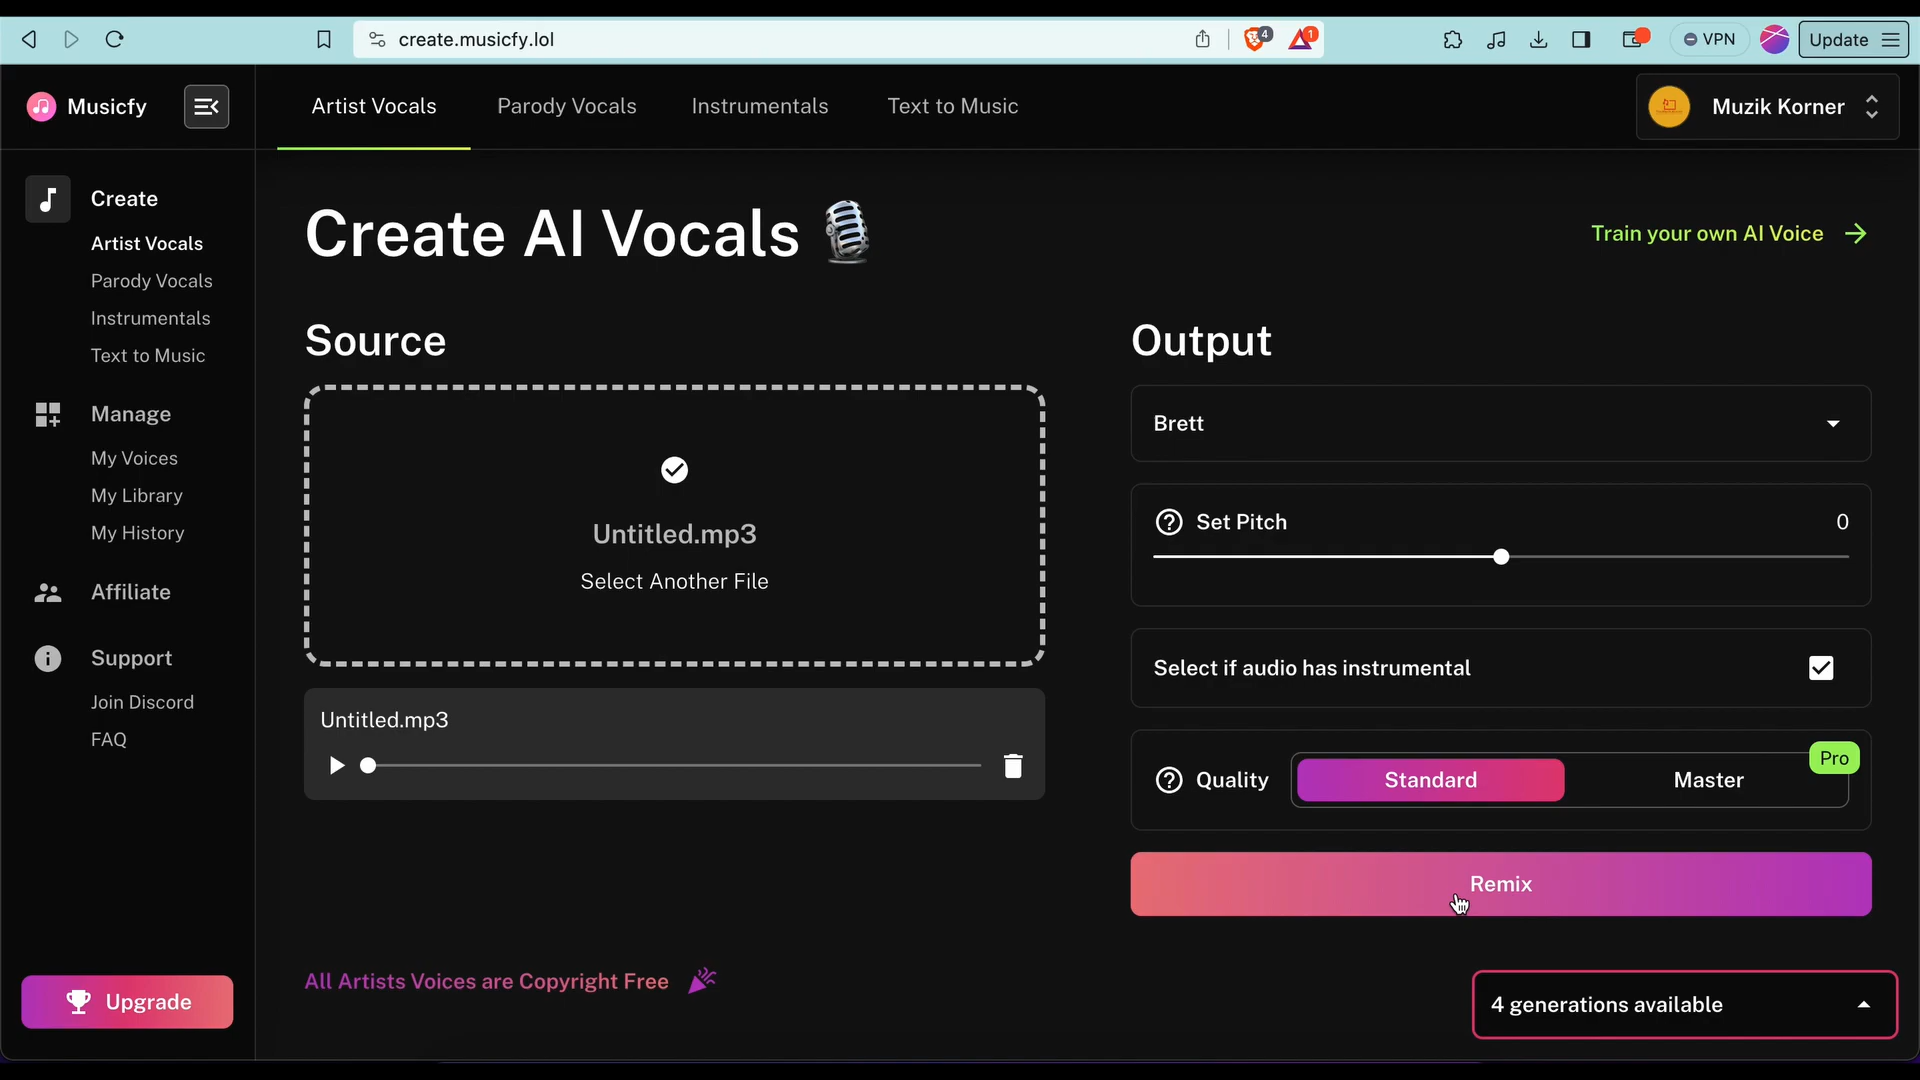 create.musicfy.lol
4
1
VPN
Update
Musicfy
Artist Vocals
Parody Vocals
Instrumentals
Text to Music
Muzik Korner
Create
Artist Vocals
Parody Vocals
Instrumentals
Text to Music
Manage
My Voices
My Library
My History
Affiliate
Support
Join Discord
FAQ
Upgrade
Create AI Vocals
Train your own AI Voice
Source
Untitled.mp3
Select Another File
Untitled.mp3
Output
Brett
Set Pitch 0
Select if audio has instrumental
Quality Standard Master
Pro
Remix
All Artists Voices are Copyright Free
4 generations available